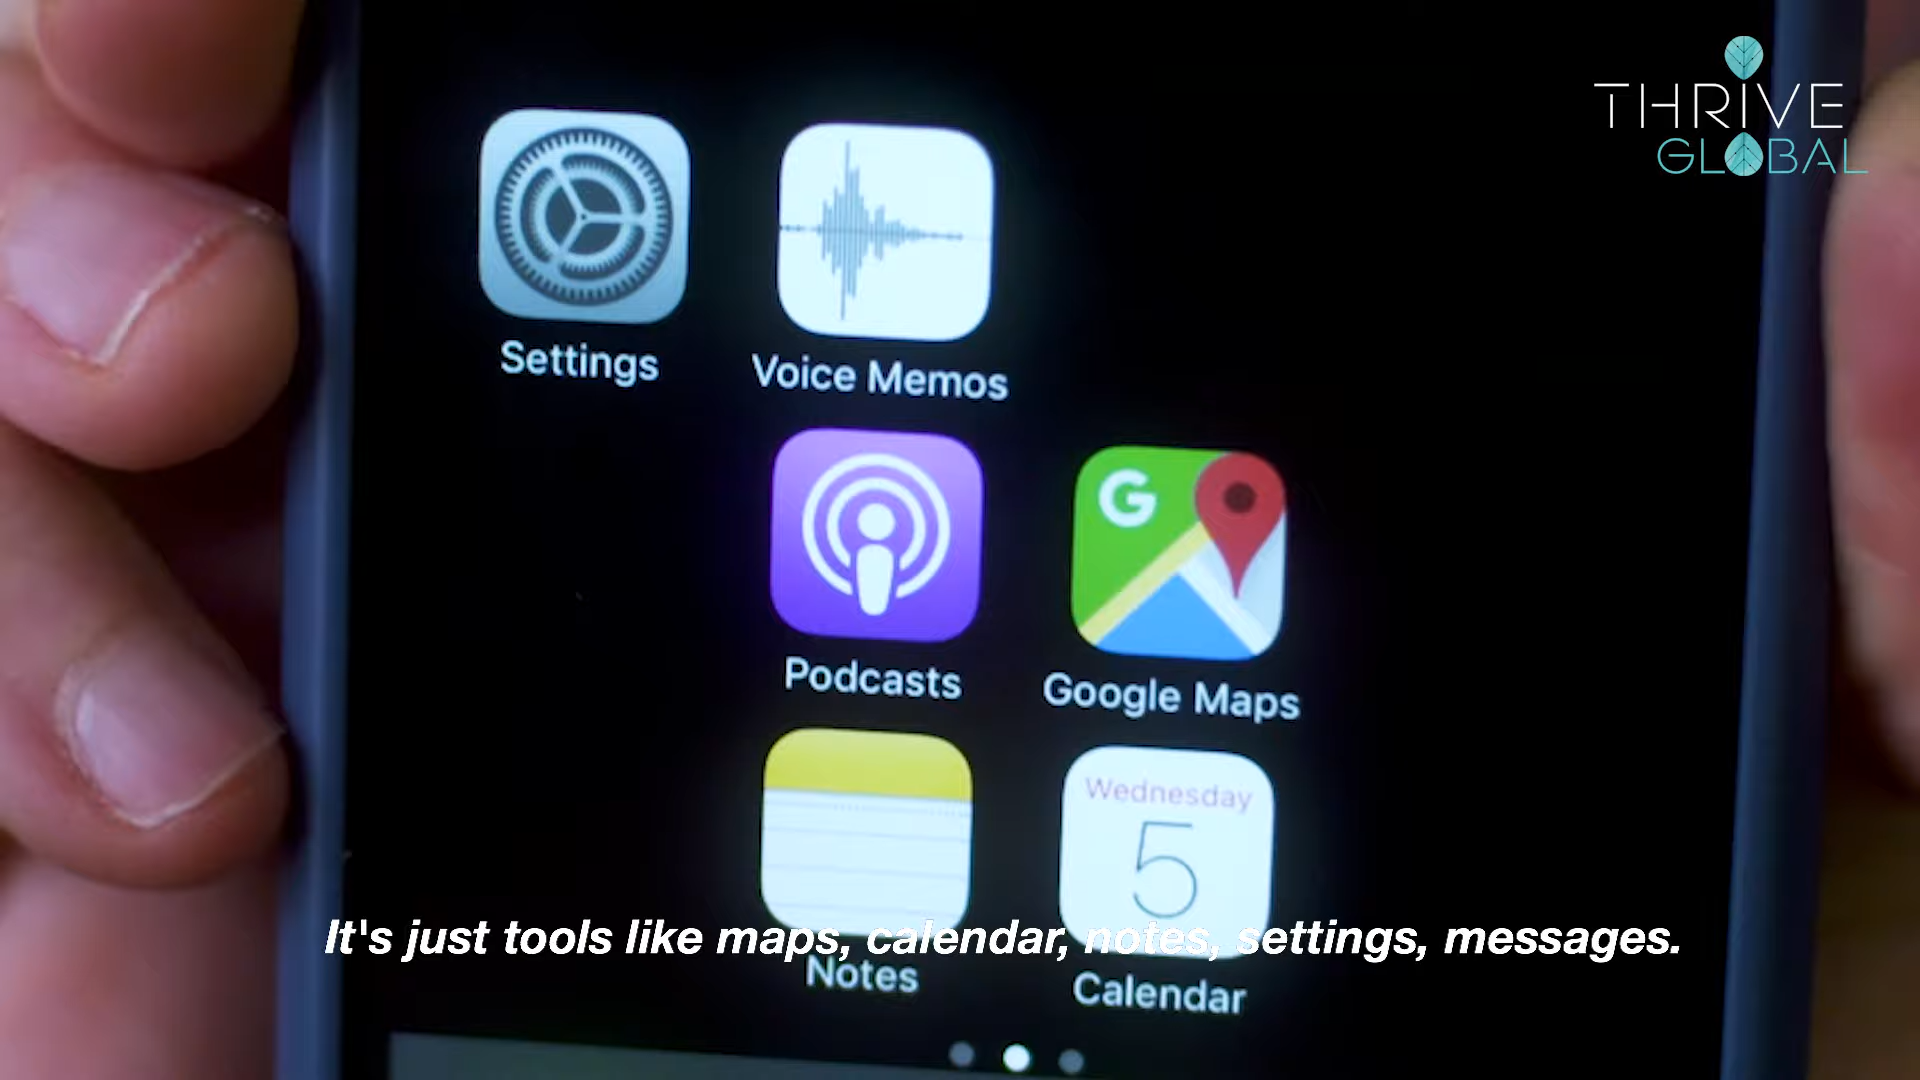 THRIVE
GLOBAL
Settings
Voice Memos
Podcasts
G
Google Maps
Wednesday
5
It's just tools like maps, calendar, notes, settings, messages.
Notes
Calendar